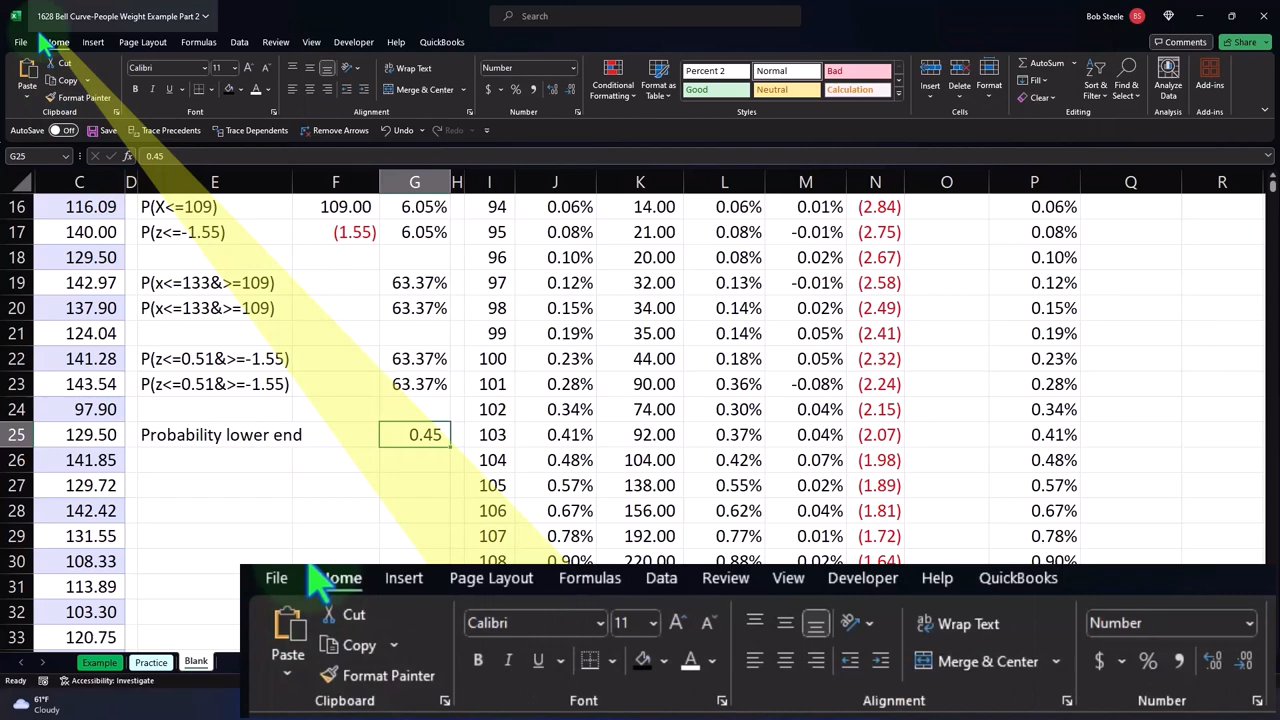 1628 Bell Curve-People Weight Example Part 2
Search
Bob Steele
BS
File Home Insert Page Layout Formulas Data Review View Developer Help QuickBooks
Comments
Share
Paste
Cut
Copy
Format Painter
Clipboard
Calibri
11
Font
Wrap Text
Merge & Center
Alignment
Number
Number
Conditional Formatting
Format as Table
Percent 2 Normal Bad
Good Neutral Calculation
Styles
Insert Delete Format
Cells
AutoSum
Fill
Clear
Sort & Filter
Find & Select
Editing
Analyze Data
Analysis
Add-ins
Add-ins
AutoSave Off Save Trace Precedents Trace Dependents Remove Arrows Undo Redo
G25 fx 0.45
C D E F G H I J K L M N O P Q R
16 116.09 P(X<=109) 109.00 6.05% 94 0.06% 14.00 0.06% 0.01% (2.84) 0.06%
17 140.00 P(z<=-1.55) (1.55) 6.05% 95 0.08% 21.00 0.08% -0.01% (2.75) 0.08%
18 129.50 96 0.10% 20.00 0.08% 0.02% (2.67) 0.10%
19 142.97 P(x<=133&>=109) 63.37% 97 0.12% 32.00 0.13% -0.01% (2.58) 0.12%
20 137.90 P(x<=133&>=109) 63.37% 98 0.15% 34.00 0.14% 0.02% (2.49) 0.15%
21 124.04 99 0.19% 35.00 0.14% 0.05% (2.41) 0.19%
22 141.28 P(z<=0.51&>=-1.55) 63.37% 100 0.23% 44.00 0.18% 0.05% (2.32) 0.23%
23 143.54 P(z<=0.51&>=-1.55) 63.37% 101 0.28% 90.00 0.36% -0.08% (2.24) 0.28%
24 97.90 102 0.34% 74.00 0.30% 0.04% (2.15) 0.34%
25 129.50 Probability lower end 0.45 103 0.41% 92.00 0.37% 0.04% (2.07) 0.41%
26 141.85 104 0.48% 104.00 0.42% 0.07% (1.98) 0.48%
27 129.72 105 0.57% 138.00 0.55% 0.02% (1.89) 0.57%
28 142.42 106 0.67% 156.00 0.62% 0.04% (1.81) 0.67%
29 131.55 107 0.78% 192.00 0.77% 0.01% (1.72) 0.78%
30 108.33 108 0.90% 220.00 0.88% 0.02% (1.64) 0.90%
31 113.89
32 103.30
33 120.75
File Home Insert Page Layout Formulas Data Review View Developer Help QuickBooks
Paste
Cut
Copy
Format Painter
Clipboard
Calibri
11
Font
Wrap Text
Merge & Center
Alignment
Number
Number
Example Practice Blank
Ready Accessibility: Investigate
61°F
Cloudy